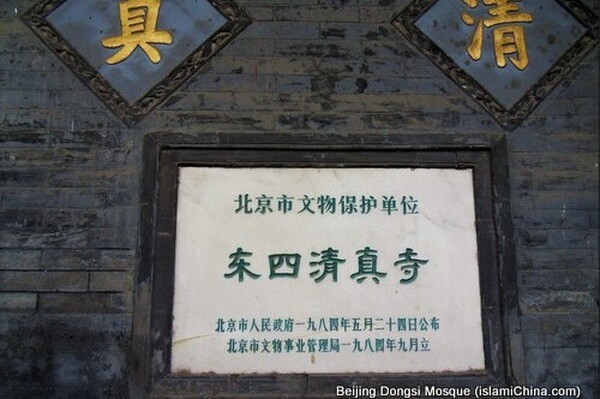 真 清
北京市文物保护单位
东四清真寺
北京市人民政府一九八四年五月二十四日公布
北京市文物事业管理局一九八四年九月立
Beijing Dongsi Mosque (islamiChina.com)